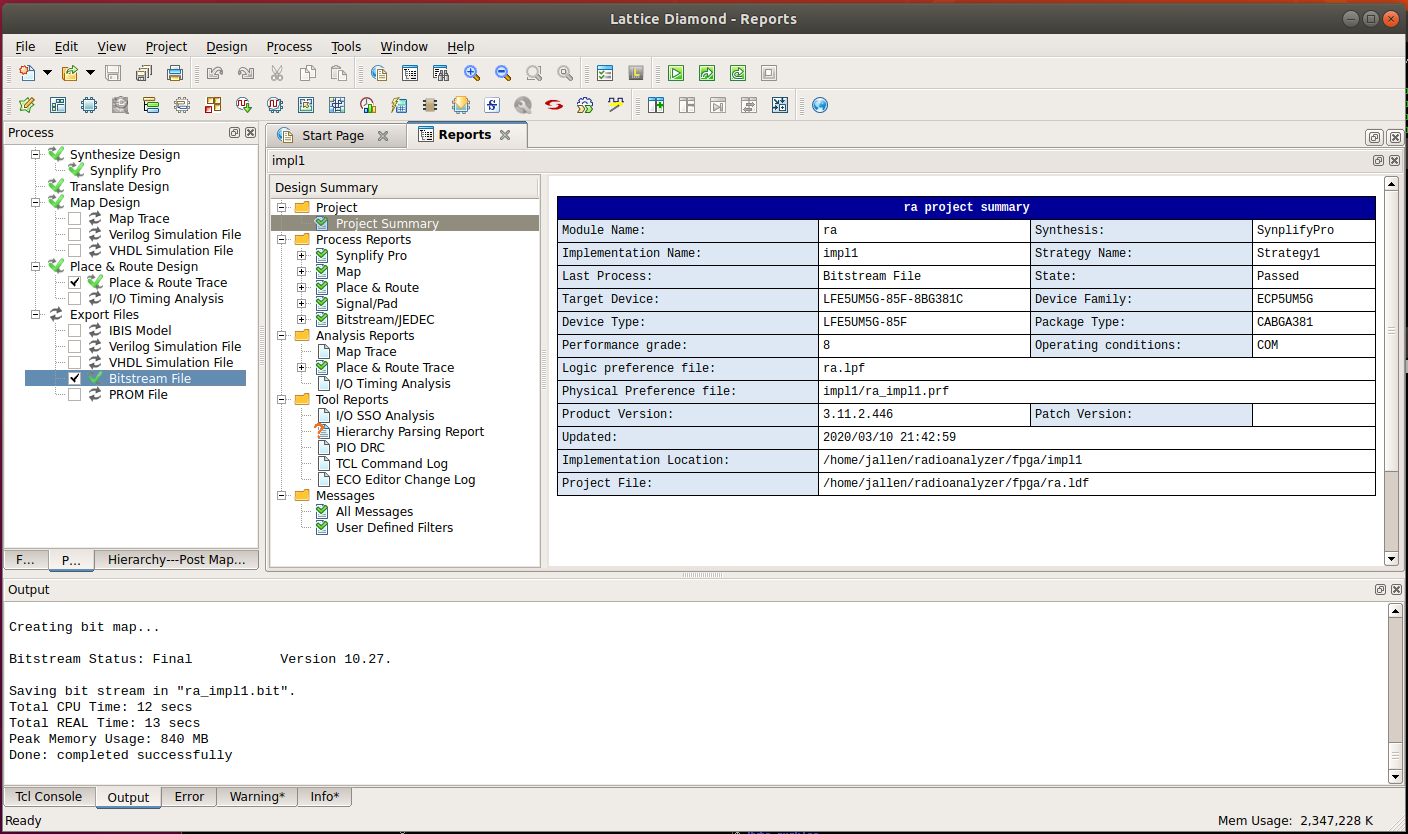 Lattice Diamond - Reports
File Edit View Project Design Process Tools Window Help
Process
Synthesize Design
Synplify Pro
Translate Design
Map Design
Map Trace
Verilog Simulation File
VHDL Simulation File
Place & Route Design
Place & Route Trace
I/O Timing Analysis
Export Files
IBIS Model
Verilog Simulation File
VHDL Simulation File
Bitstream File
PROM File
F... P... Hierarchy---Post Map...
Start Page Reports
impl1
Design Summary
Project
Project Summary
Process Reports
Synplify Pro
Map
Place & Route
Signal/Pad
Bitstream/JEDEC
Analysis Reports
Map Trace
Place & Route Trace
I/O Timing Analysis
Tool Reports
I/O SSO Analysis
Hierarchy Parsing Report
PIO DRC
TCL Command Log
ECO Editor Change Log
Messages
All Messages
User Defined Filters
ra project summary
Module Name: ra Synthesis: SynplifyPro
Implementation Name: impl1 Strategy Name: Strategy1
Last Process: Bitstream File State: Passed
Target Device: LFE5UM5G-85F-8BG381C Device Family: ECP5UM5G
Device Type: LFE5UM5G-85F Package Type: CABGA381
Performance grade: 8 Operating conditions: COM
Logic preference file: ra.lpf
Physical Preference file: impl1/ra_impl1.prf
Product Version: 3.11.2.446 Patch Version:
Updated: 2020/03/10 21:42:59
Implementation Location: /home/jallen/radioanalyzer/fpga/impl1
Project File: /home/jallen/radioanalyzer/fpga/ra.ldf
Output
Creating bit map...
Bitstream Status: Final Version 10.27.
Saving bit stream in "ra_impl1.bit".
Total CPU Time: 12 secs
Total REAL Time: 13 secs
Peak Memory Usage: 840 MB
Done: completed successfully
Tcl Console Output Error Warning* Info*
Ready Mem Usage: 2,347,228 K